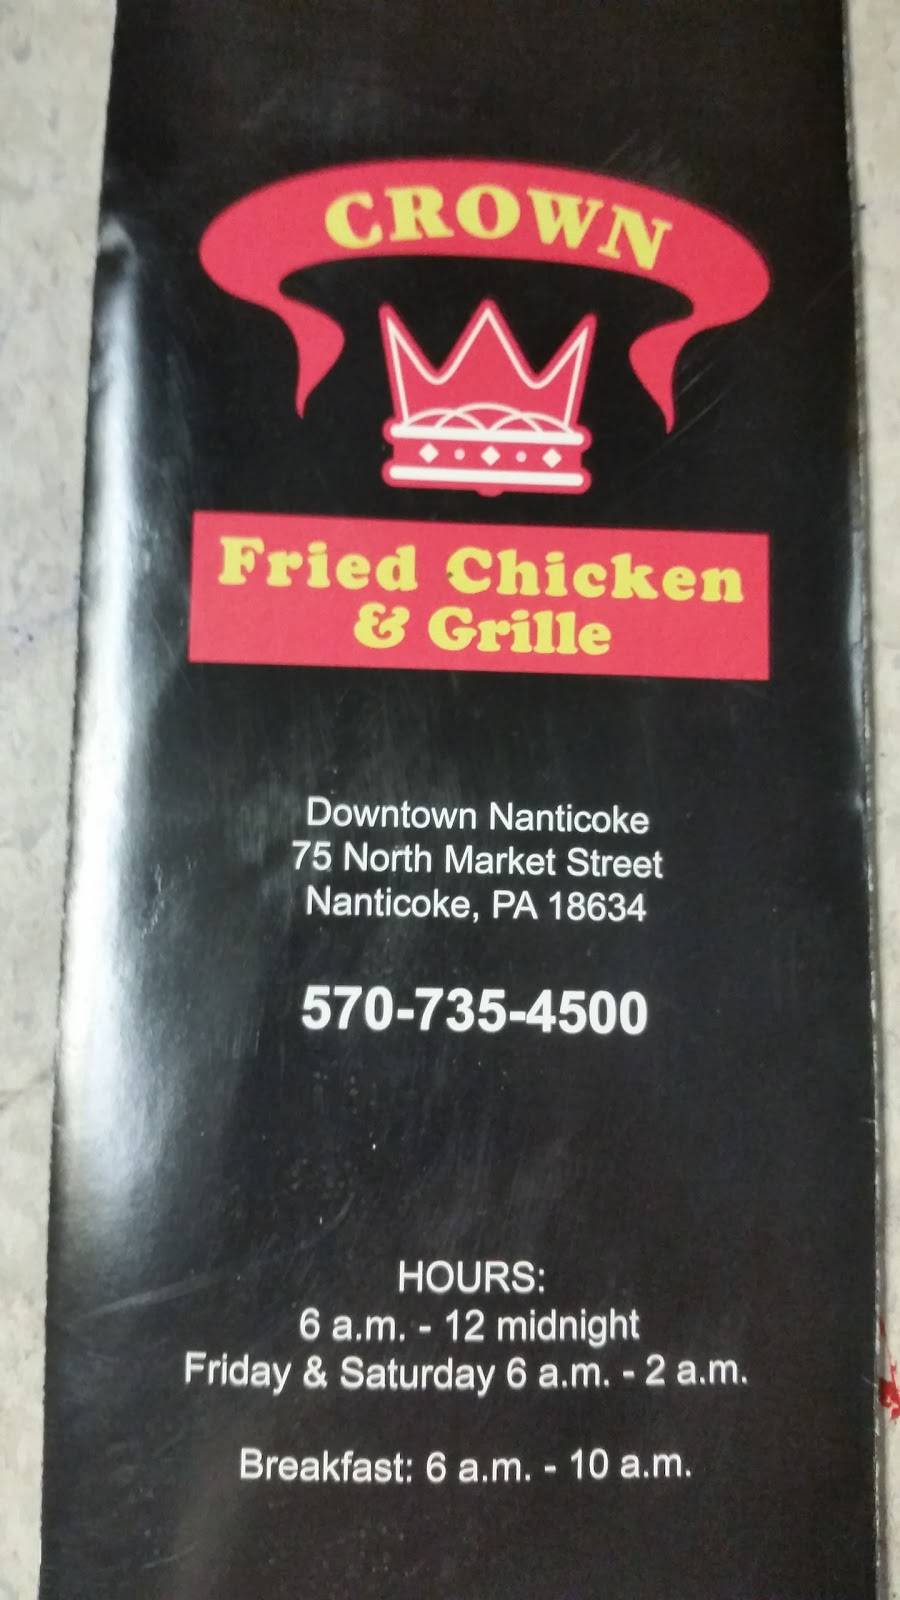 CROWN
Fried Chicken
& Grille
Downtown Nanticoke
75 North Market Street
Nanticoke, PA 18634
570-735-4500
HOURS:
6 a.m. - 12 midnight
Friday & Saturday 6 a.m. - 2 a.m.
Breakfast: 6 a.m. - 10 a.m.